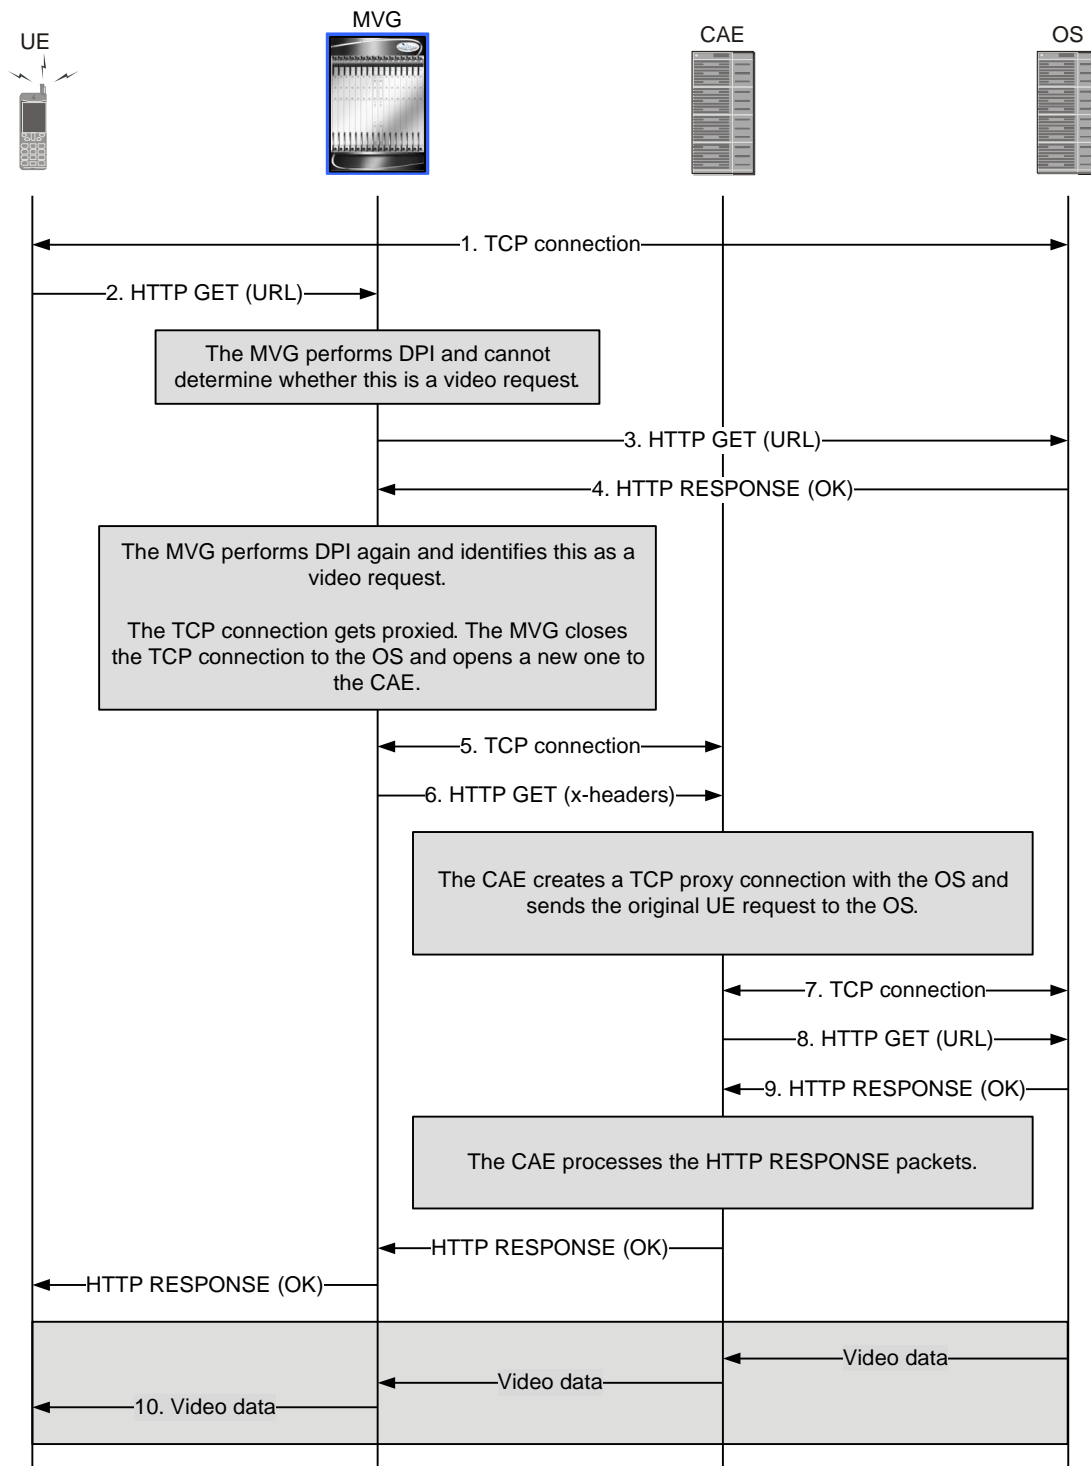 UE
MVG
CAE
OS
1. TCP connection
2. HTTP GET (URL)
The MVG performs DPI and cannot
determine whether this is a video request.
3. HTTP GET (URL)
4. HTTP RESPONSE (OK)
The MVG performs DPI again and identifies this as a
video request.
The TCP connection gets proxied. The MVG closes
the TCP connection to the OS and opens a new one to
the CAE.
5. TCP connection
6. HTTP GET (x-headers)
The CAE creates a TCP proxy connection with the OS and
sends the original UE request to the OS.
7. TCP connection
8. HTTP GET (URL)
9. HTTP RESPONSE (OK)
The CAE processes the HTTP RESPONSE packets.
HTTP RESPONSE (OK)
HTTP RESPONSE (OK)
Video data
Video data
10. Video data